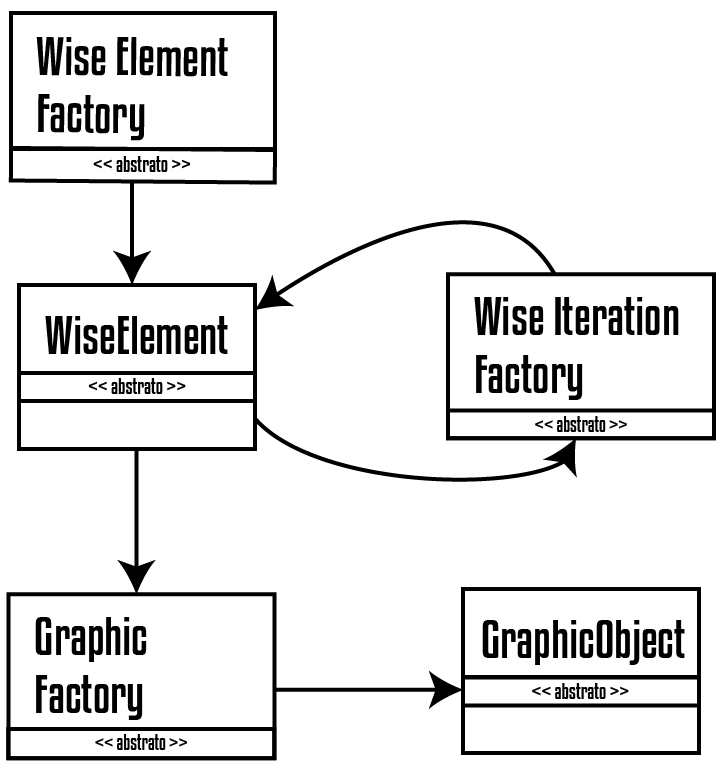 Wise Element
Factory
<< abstrato >>
WiseElement
<< abstrato >>
Wise Iteration
Factory
<< abstrato >>
Graphic
Factory
<< abstrato >>
GraphicObject
<< abstrato >>